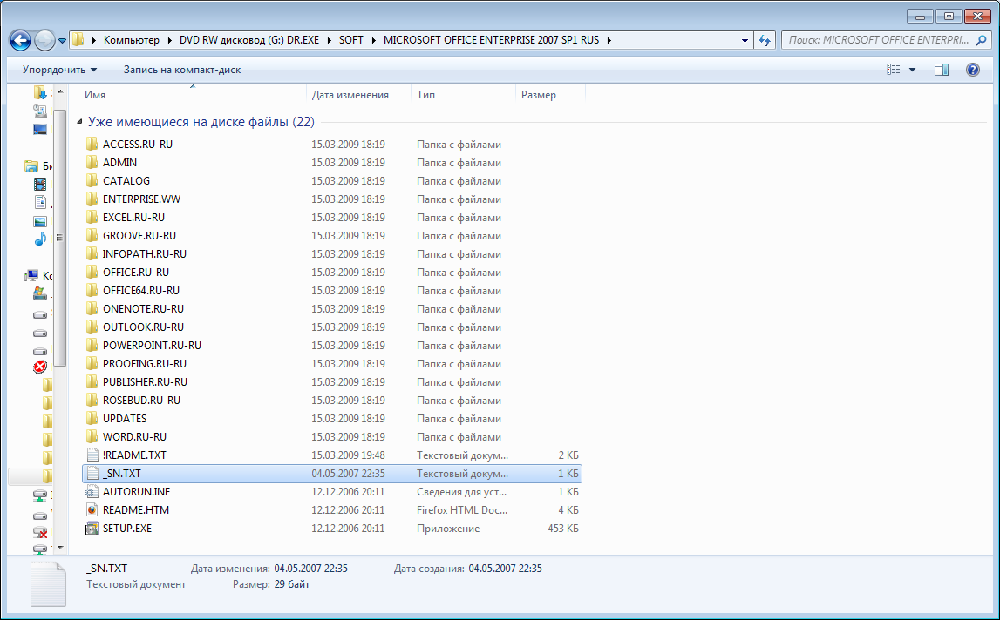 Компьютер DVD RW дисковод (G:) DR.EXE SOFT MICROSOFT OFFICE ENTERPRISE 2007 SP1 RUS Поиск: MICROSOFT OFFICE ENTERPRI...
Упорядочить Запись на компакт-диск
Имя Дата изменения Тип Размер
Уже имеющиеся на диске файлы (22)
ACCESS.RU-RU 15.03.2009 18:19 Папка с файлами
ADMIN 15.03.2009 18:19 Папка с файлами
CATALOG 15.03.2009 18:19 Папка с файлами
ENTERPRISE.WW 15.03.2009 18:19 Папка с файлами
EXCEL.RU-RU 15.03.2009 18:19 Папка с файлами
GROOVE.RU-RU 15.03.2009 18:19 Папка с файлами
INFOPATH.RU-RU 15.03.2009 18:19 Папка с файлами
OFFICE.RU-RU 15.03.2009 18:19 Папка с файлами
OFFICE64.RU-RU 15.03.2009 18:19 Папка с файлами
ONENOTE.RU-RU 15.03.2009 18:19 Папка с файлами
OUTLOOK.RU-RU 15.03.2009 18:19 Папка с файлами
POWERPOINT.RU-RU 15.03.2009 18:19 Папка с файлами
PROOFING.RU-RU 15.03.2009 18:19 Папка с файлами
PUBLISHER.RU-RU 15.03.2009 18:19 Папка с файлами
ROSEBUD.RU-RU 15.03.2009 18:19 Папка с файлами
UPDATES 15.03.2009 18:19 Папка с файлами
WORD.RU-RU 15.03.2009 18:19 Папка с файлами
!README.TXT 15.03.2009 19:48 Текстовый докум... 2 КБ
_SN.TXT 04.05.2007 22:35 Текстовый докум... 1 КБ
AUTORUN.INF 12.12.2006 20:11 Сведения для уст... 1 КБ
README.HTM 12.12.2006 20:11 Firefox HTML Doc... 4 КБ
SETUP.EXE 12.12.2006 20:11 Приложение 453 КБ
_SN.TXT Дата изменения: 04.05.2007 22:35 Дата создания: 04.05.2007 22:35
Текстовый документ Размер: 29 байт